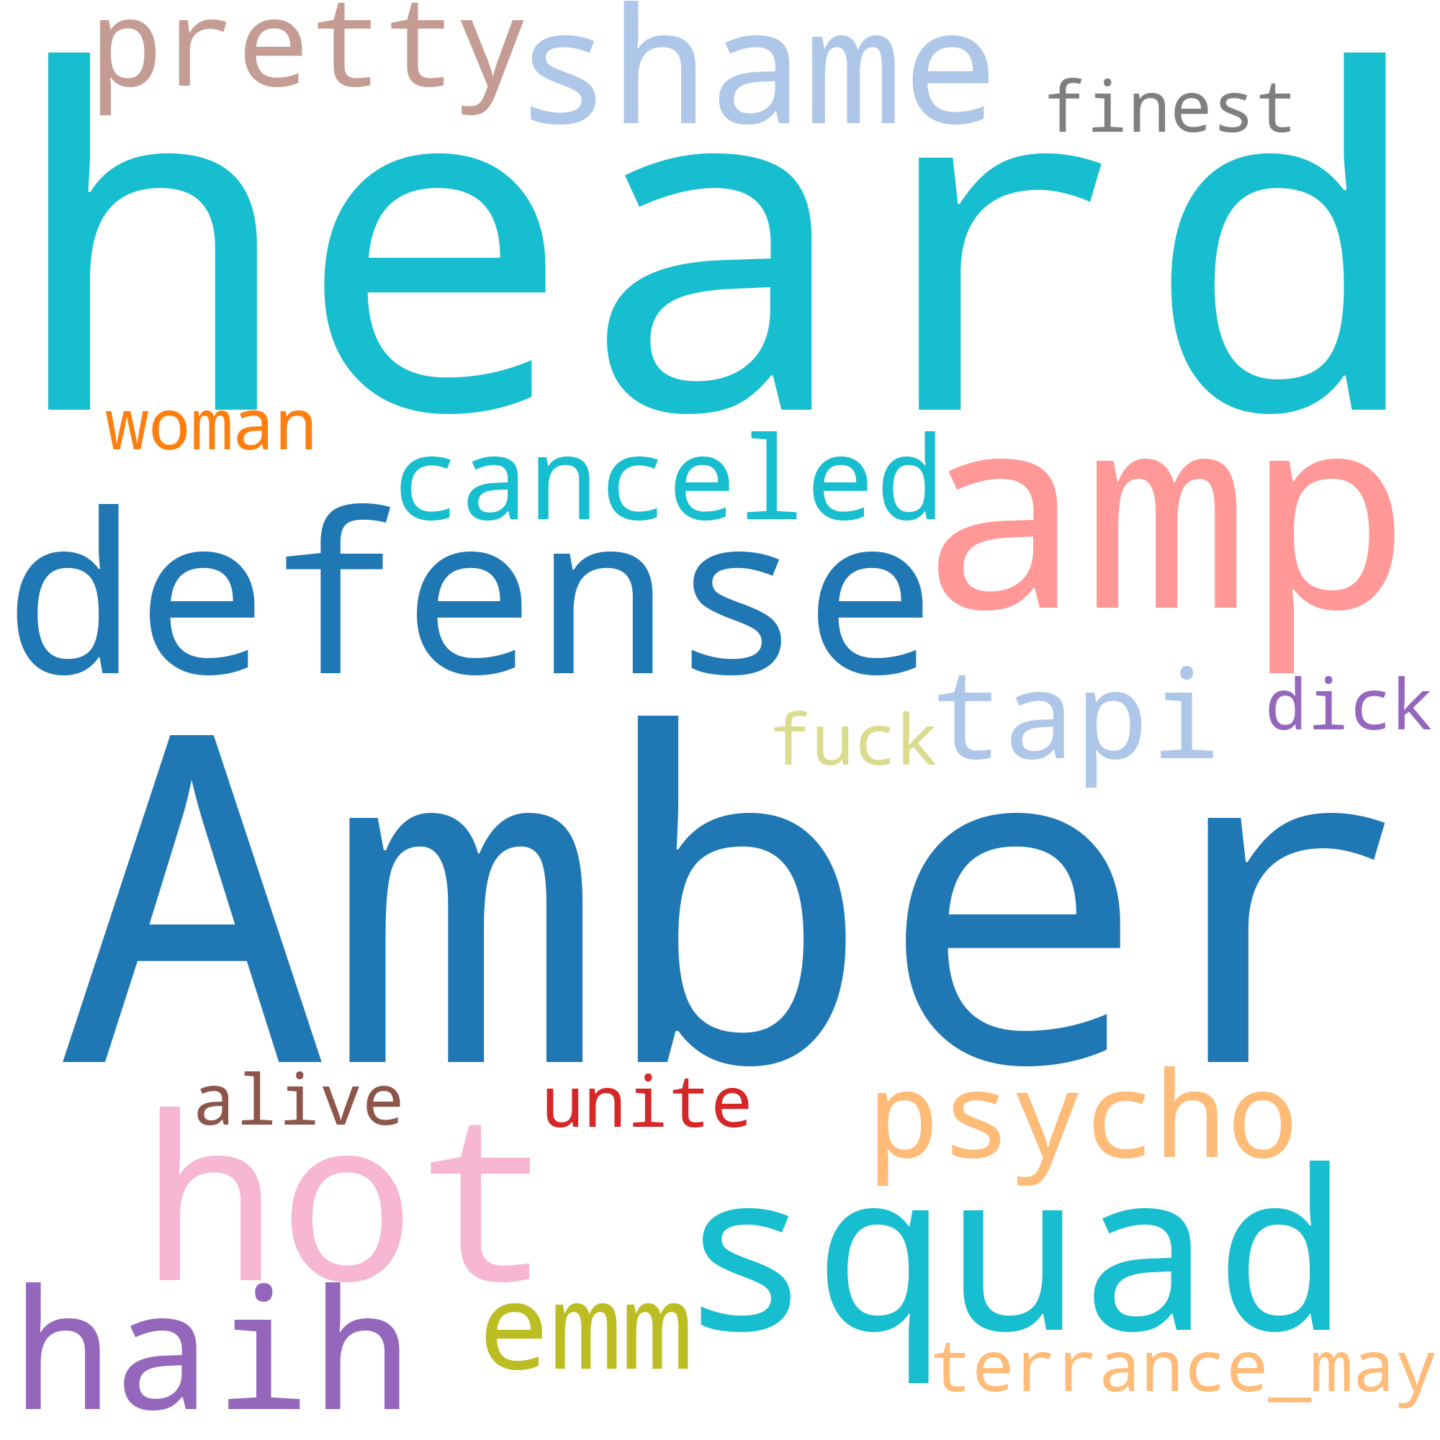 pretty
shame
finest
heard
woman
canceled
amp
defense
tapi
dick
fuck
Amber
alive
unite
psycho
hot
squad
haih
emm
terrance_may